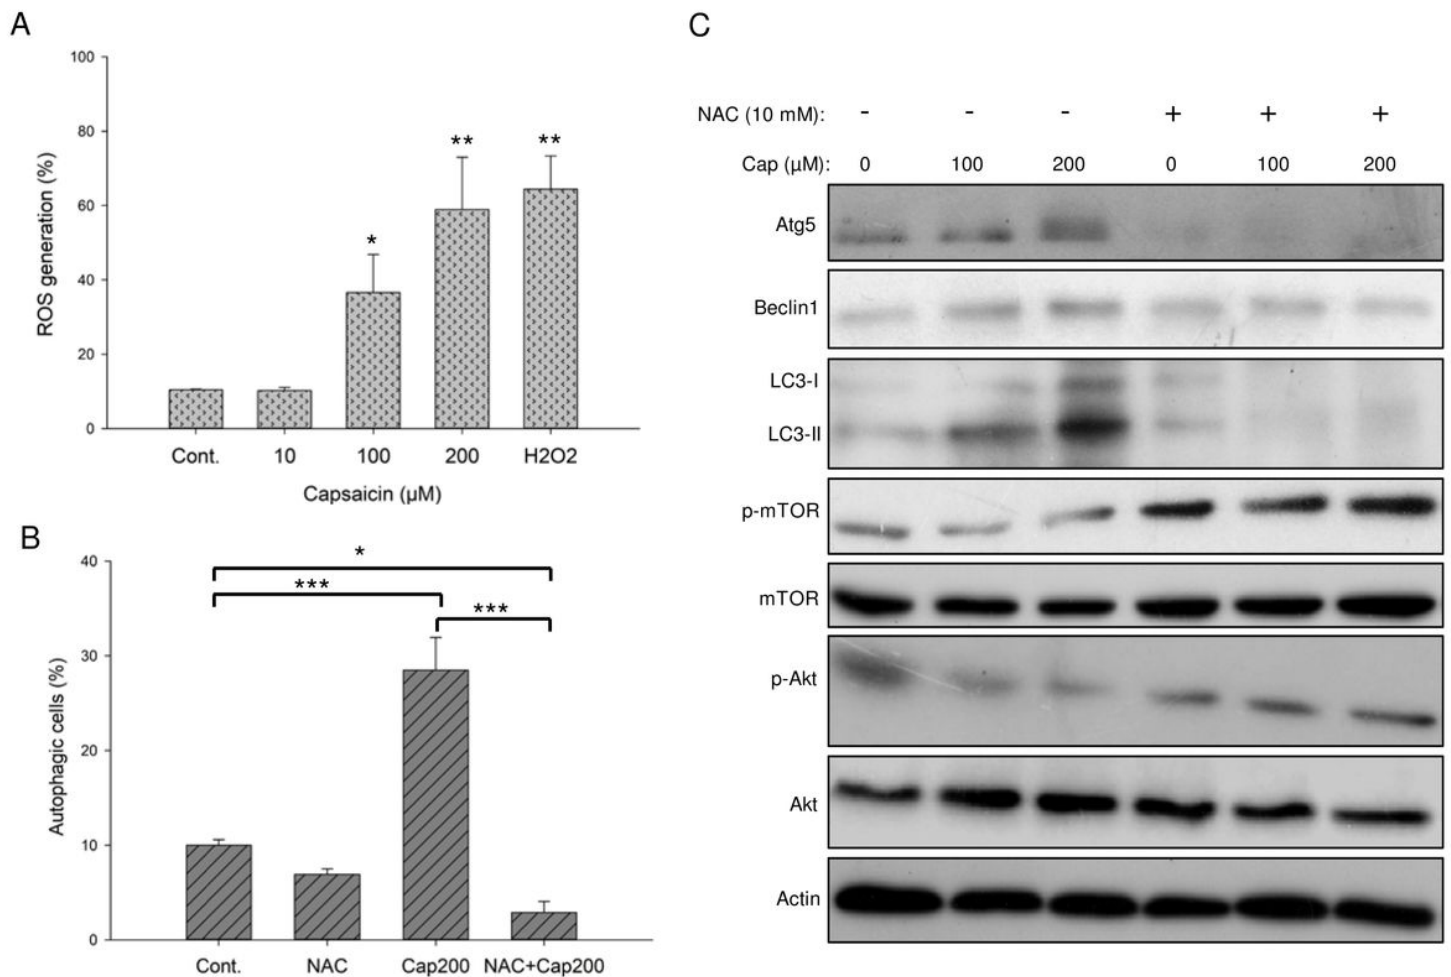 A
100
80
60
40
20
0
ROS generation (%)
*
**
**
Cont. 10 100 200 H2O2
Capsaicin (µM)
B
40
30
20
10
0
Autophagic cells (%)
*
***
***
Cont. NAC Cap200 NAC+Cap200
C
NAC (10 mM): - - - + + +
Cap (µM): 0 100 200 0 100 200
Atg5
Beclin1
LC3-I
LC3-II
p-mTOR
mTOR
p-Akt
Akt
Actin